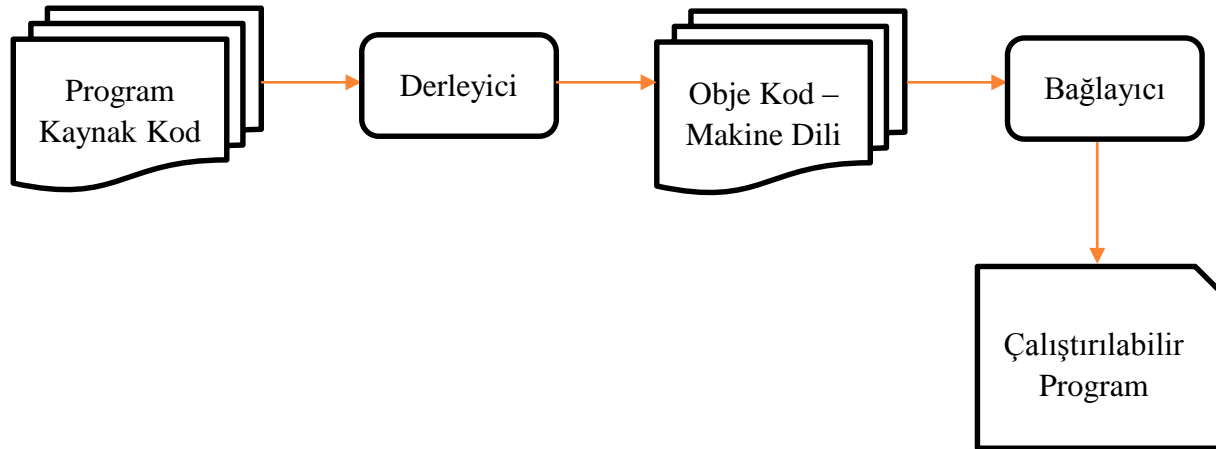 Program
Kaynak Kod
Derleyici
Obje Kod –
Makine Dili
Bağlayıcı
Çalıştırılabilir
Program